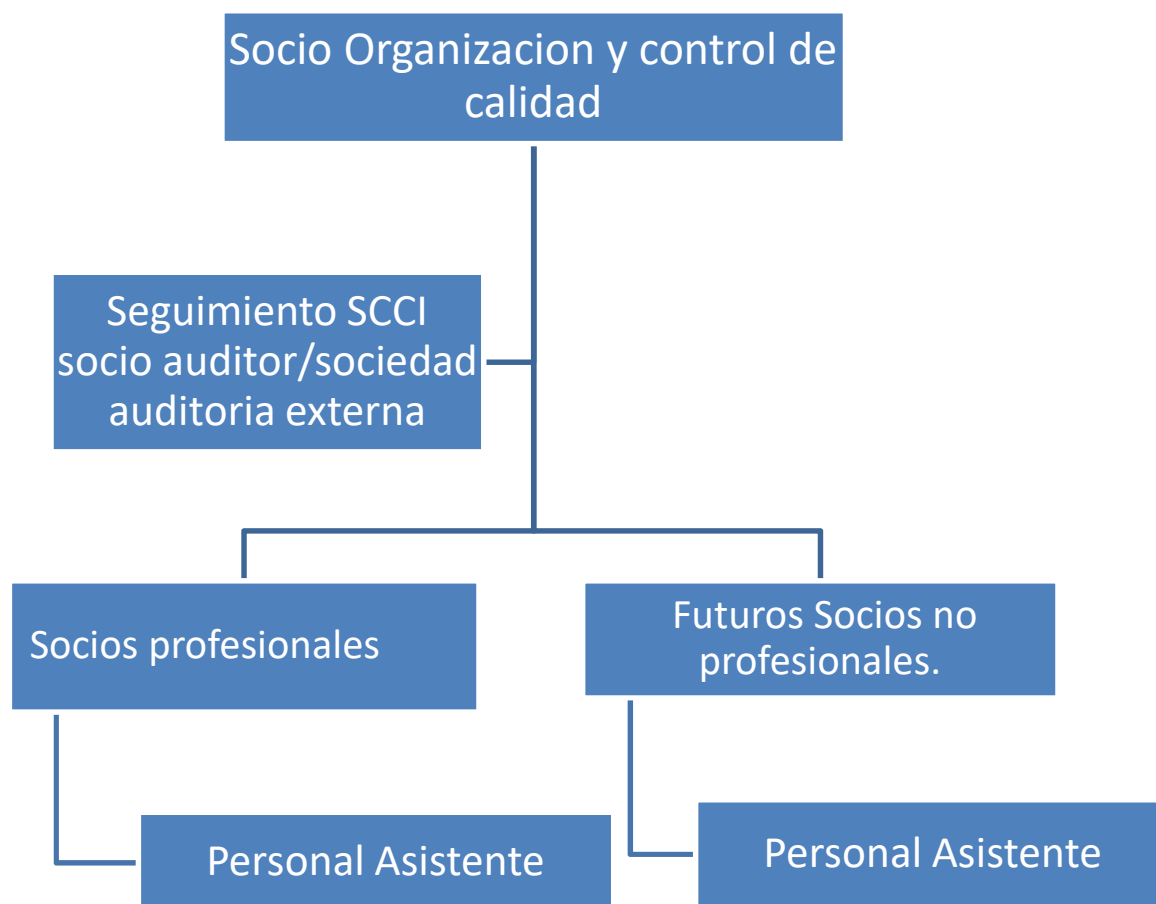 Socio Organizacion y control de
calidad
Seguimiento SCCI
socio auditor/sociedad
auditoria externa
Socios profesionales
Futuros Socios no
profesionales.
Personal Asistente
Personal Asistente